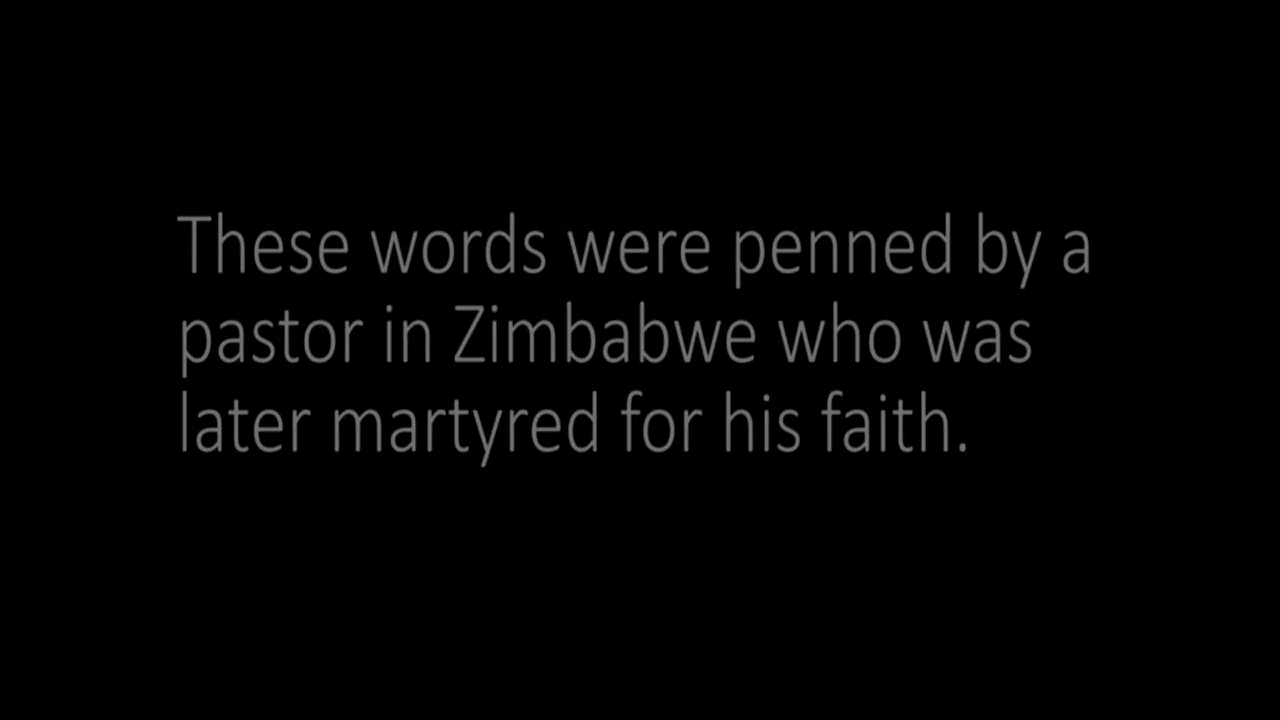 These words were penned by a
pastor in Zimbabwe who was
later martyred for his faith.